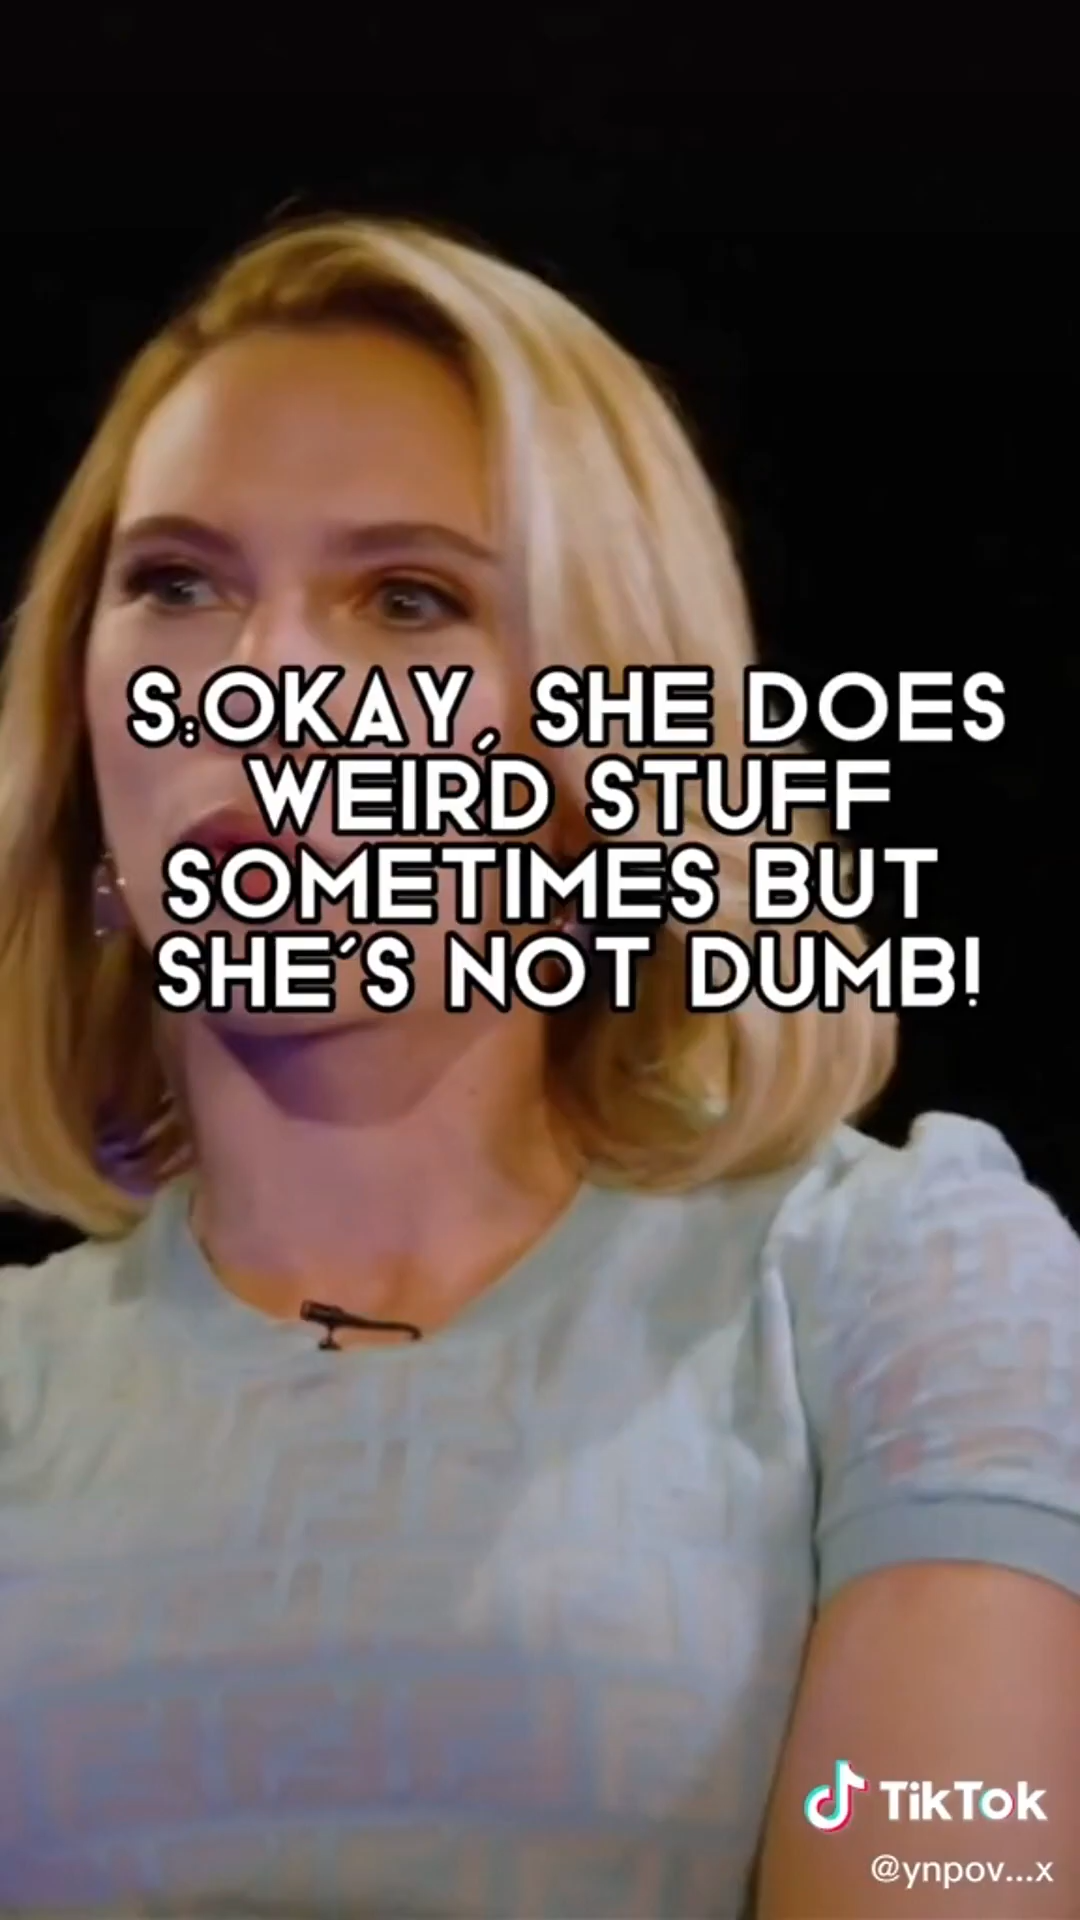 S:OKAY, SHE DOES
WEIRD STUFF
SOMETIMES BUT
SHE'S NOT DUMB!
TikTok
@ynpov...x